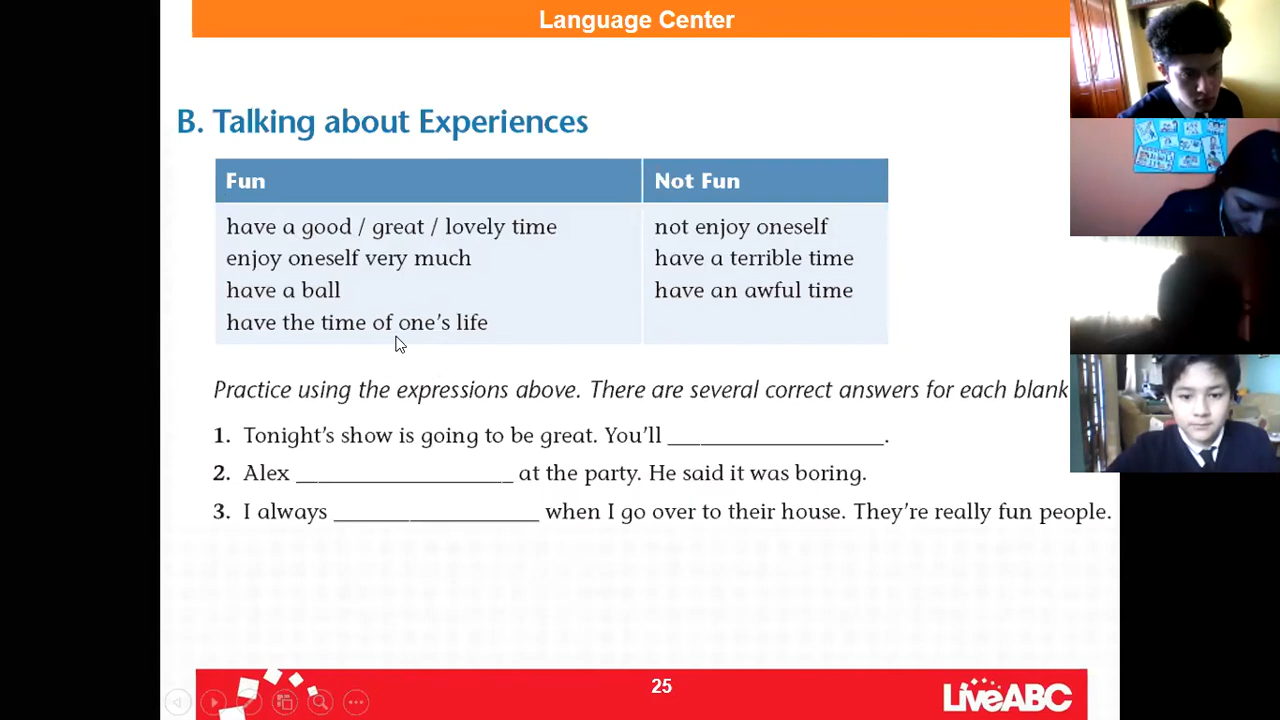 Language Center
B. Talking about Experiences
Fun
Not Fun
have a good / great / lovely time
enjoy oneself very much
have a ball
have the time of one's life
not enjoy oneself
have a terrible time
have an awful time
Practice using the expressions above. There are several correct answers for each blank
1. Tonight's show is going to be great. You'll ____________________.
2. Alex ____________________ at the party. He said it was boring.
3. I always ___________________ when I go over to their house. They're really fun people.
25
LiveABC